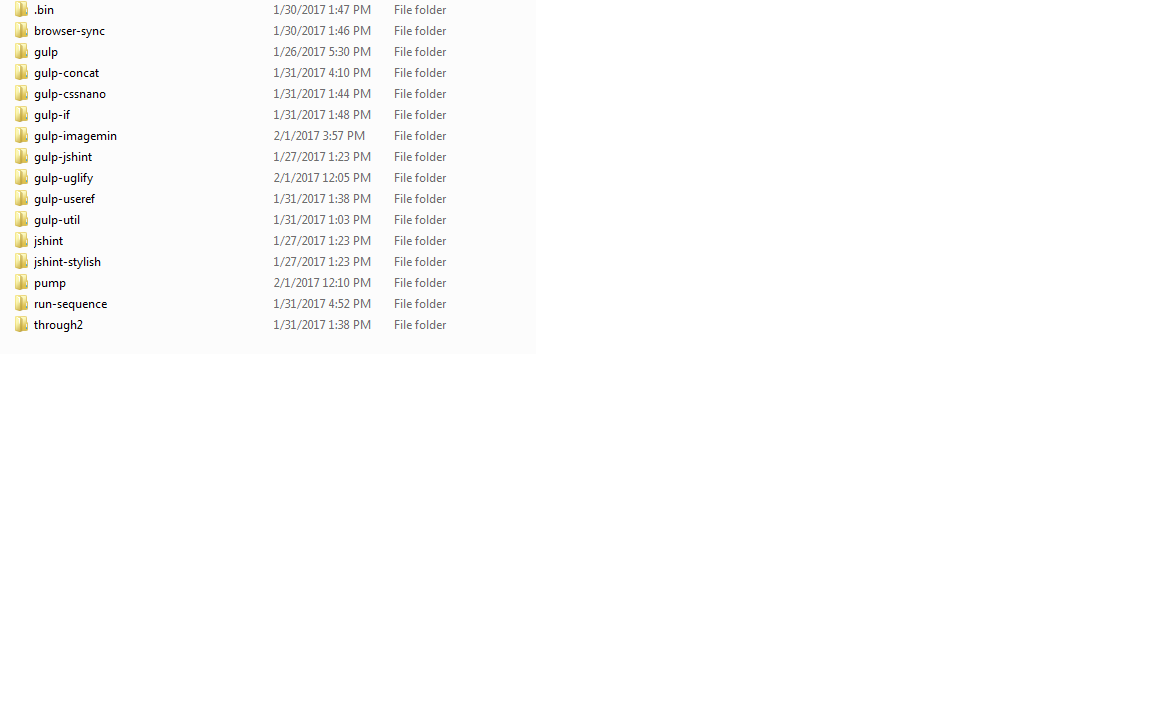 .bin 1/30/2017 1:47 PM File folder
browser-sync 1/30/2017 1:46 PM File folder
gulp 1/26/2017 5:30 PM File folder
gulp-concat 1/31/2017 4:10 PM File folder
gulp-cssnano 1/31/2017 1:44 PM File folder
gulp-if 1/31/2017 1:48 PM File folder
gulp-imagemin 2/1/2017 3:57 PM File folder
gulp-jshint 1/27/2017 1:23 PM File folder
gulp-uglify 2/1/2017 12:05 PM File folder
gulp-useref 1/31/2017 1:38 PM File folder
gulp-util 1/31/2017 1:03 PM File folder
jshint 1/27/2017 1:23 PM File folder
jshint-stylish 1/27/2017 1:23 PM File folder
pump 2/1/2017 12:10 PM File folder
run-sequence 1/31/2017 4:52 PM File folder
through2 1/31/2017 1:38 PM File folder